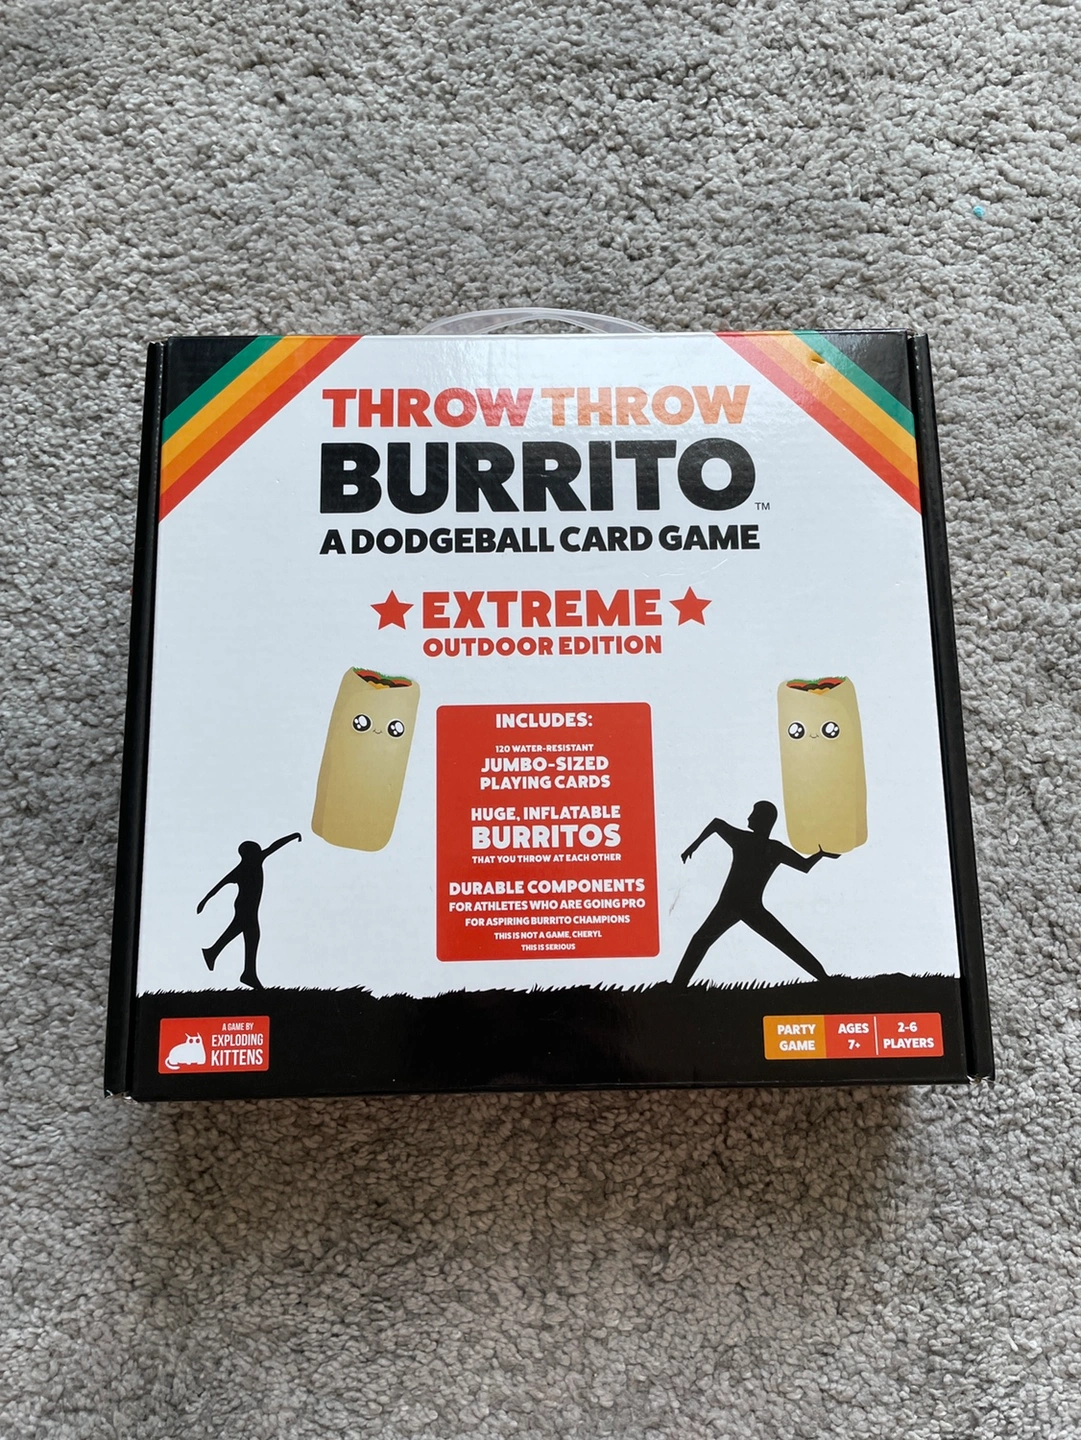 THROW THROW
BURRITO™
A DODGEBALL CARD GAME
★ EXTREME ★
OUTDOOR EDITION
INCLUDES:
120 WATER-RESISTANT
JUMBO-SIZED
PLAYING CARDS
HUGE, INFLATABLE
BURRITOS
THAT YOU THROW AT EACH OTHER
DURABLE COMPONENTS
FOR ATHLETES WHO ARE GOING PRO
FOR ASPIRING BURRITO CHAMPIONS
THIS IS NOT A GAME, CHERYL
THIS IS SERIOUS
A GAME BY
EXPLODING
KITTENS
PARTY
GAME
AGES
7+
2-6
PLAYERS